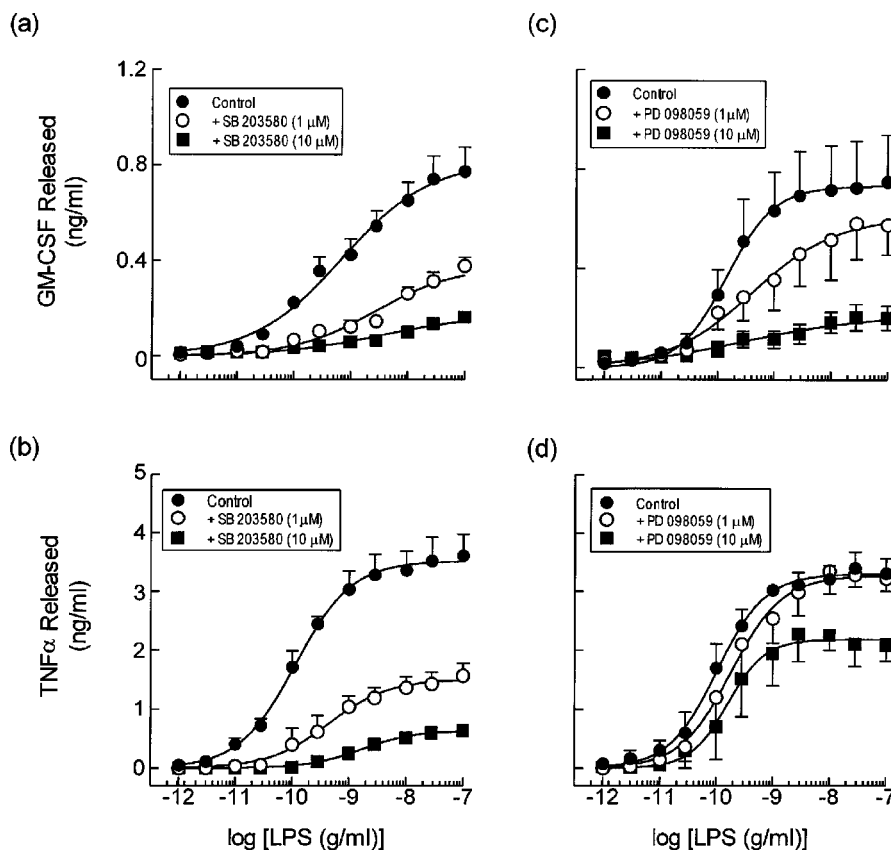 (a)
1.2
Control
+ SB 203580 (1 μM)
+ SB 203580 (10 μM)
0.8
0.4
0
GM-CSF Released
(ng/ml)
(c)
Control
+ PD 098059 (1μM)
+ PD 098059 (10 μM)
(b)
5
Control
+ SB 203580 (1μM)
+ SB 203580 (10 μM)
4
3
2
1
0
TNFα Released
(ng/ml)
-12 -11 -10 -9 -8 -7
log [LPS (g/ml)]
(d)
Control
+ PD 098059 (1 μM)
+ PD 098059 (10 μM)
-12 -11 -10 -9 -8 -7
log [LPS (g/ml)]